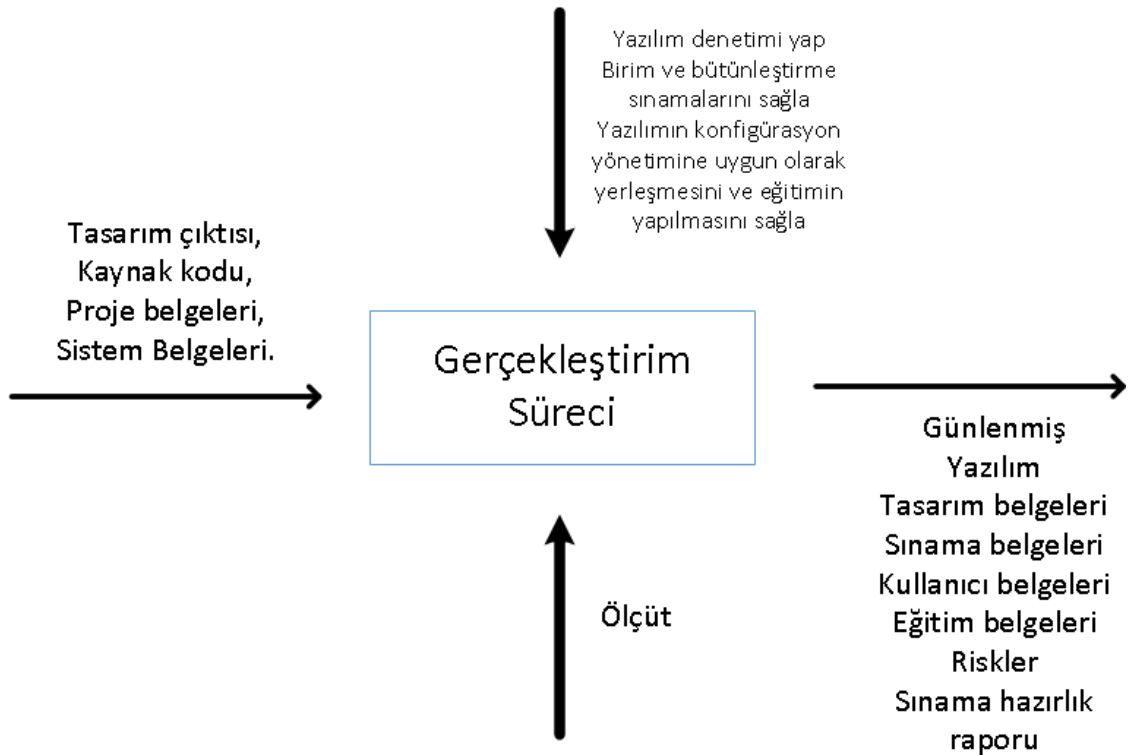 Yazılım denetimi yap
Birim ve bütünleştirme
sınamalarını sağla
Yazılımın konfigürasyon
yönetimine uygun olarak
yerleşmesini ve eğitimin
yapılmasını sağla
Tasarım çıktısı,
Kaynak kodu,
Proje belgeleri,
Sistem Belgeleri.
Gerçekleştirim
Süreci
Günlenmiş
Yazılım
Tasarım belgeleri
Sınama belgeleri
Kullanıcı belgeleri
Eğitim belgeleri
Riskler
Sınama hazırlık
raporu
Ölçüt